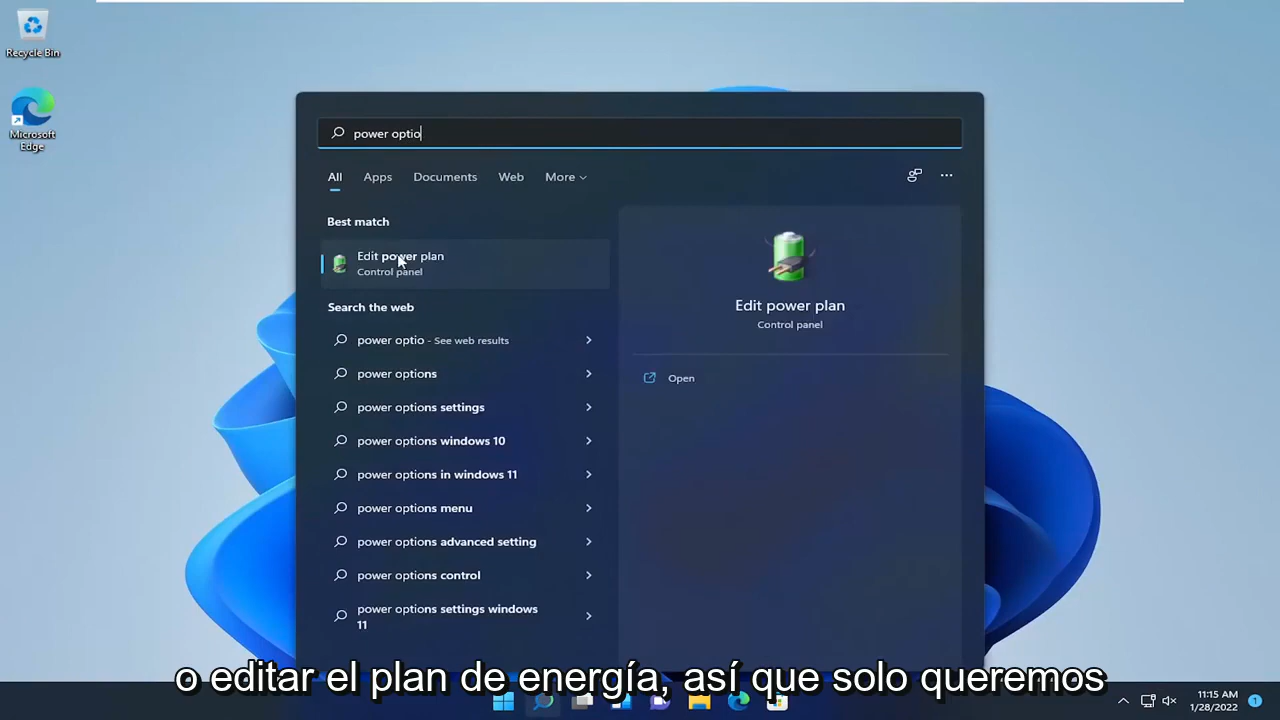 Recycle Bin
Microsoft
Edge
power optio
All
Apps
Documents
Web
More
Best match
Edit power plan
Control panel
Search the web
power optio - See web results
power options
power options settings
power options windows 10
power options in windows 11
power options menu
power options advanced setting
power options control
power options settings windows
11
Edit power plan
Control panel
Open
o editar el plan de energía, así que solo queremos
11:15 AM
1/28/2022
1